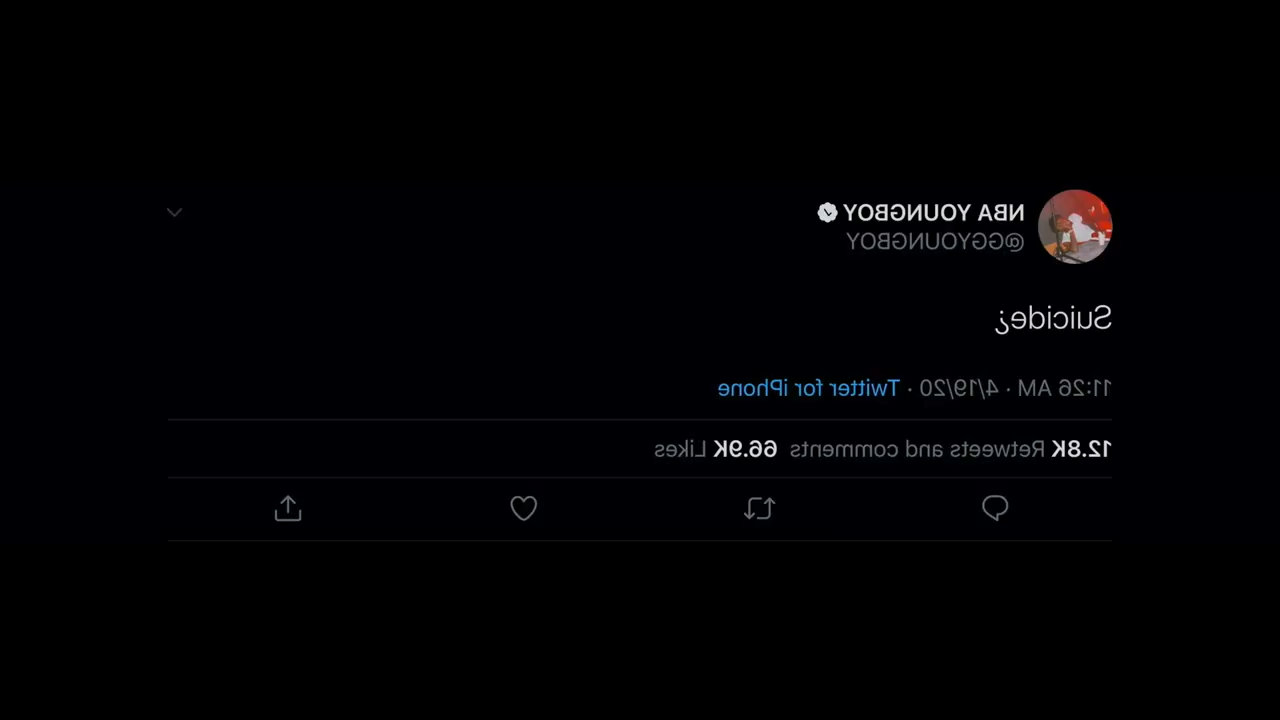 NBA YOUNGBOY
@GGYOUNGBOY
Suicide¿
11:26 AM · 4/19/20 · Twitter for iPhone
12.8K Retweets and comments 66.9K Likes